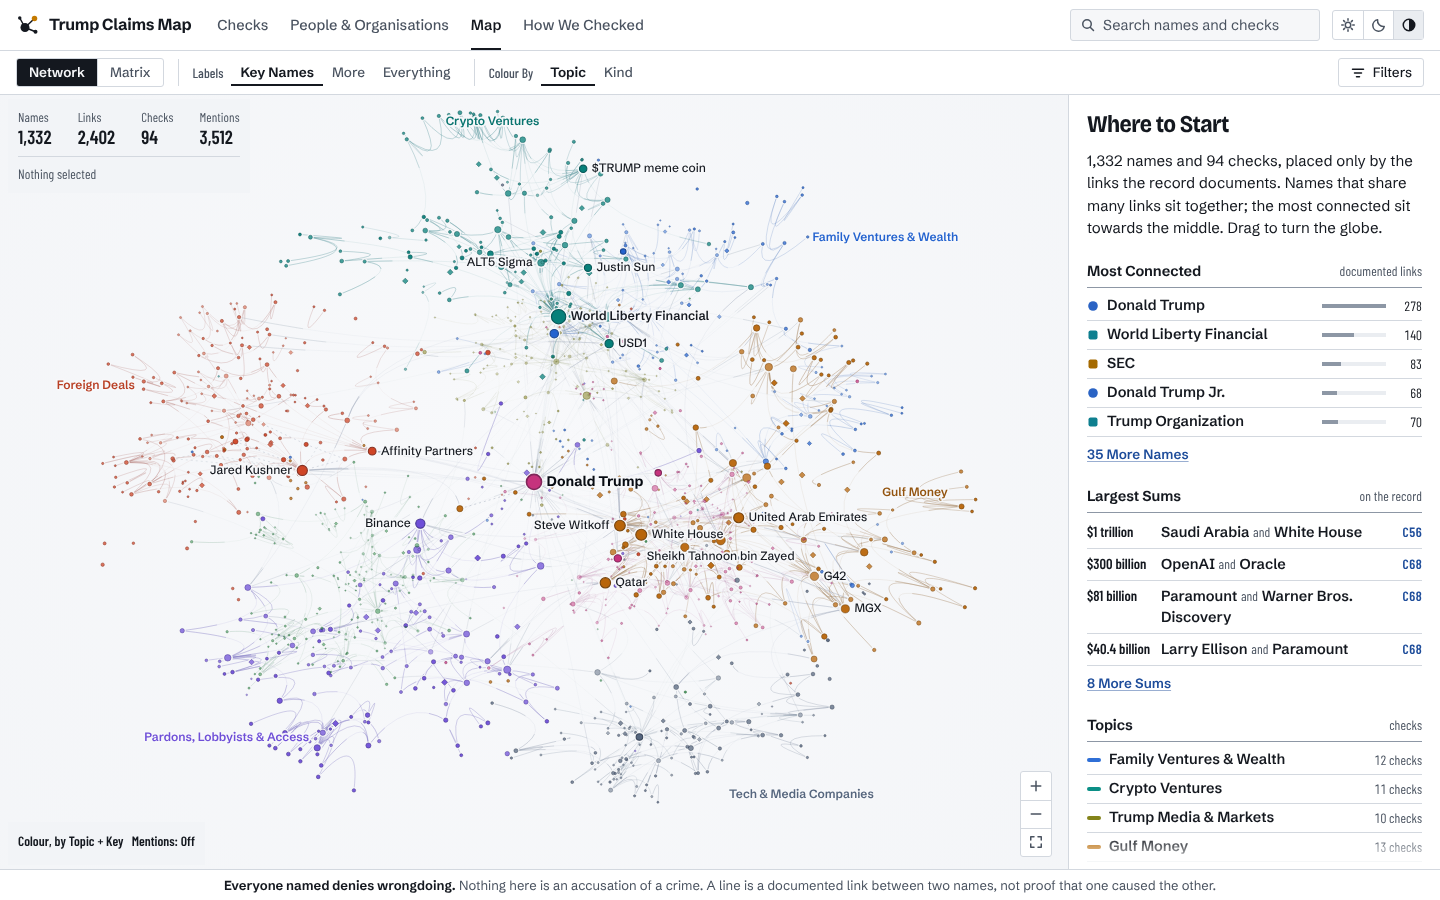 Trump Claims Map
Checks
People & Organisations
Map
How We Checked
Search names and checks
Network
Matrix
Labels
Key Names
More
Everything
Colour By
Topic
Kind
Filters
Names
Links
Checks
Mentions
1,332
2,402
94
3,512
Nothing selected
Crypto Ventures
$TRUMP meme coin
Family Ventures & Wealth
ALT5 Sigma
Justin Sun
World Liberty Financial
USD1
Foreign Deals
Affinity Partners
Jared Kushner
Donald Trump
Gulf Money
Binance
Steve Witkoff
United Arab Emirates
White House
Sheikh Tahnoon bin Zayed
Qatar
G42
MGX
Pardons, Lobbyists & Access
Tech & Media Companies
Colour, by Topic + Key
Mentions: Off
Where to Start
1,332 names and 94 checks, placed only by the
links the record documents. Names that share
many links sit together; the most connected sit
towards the middle. Drag to turn the globe.
Most Connected
documented links
Donald Trump
278
World Liberty Financial
140
SEC
83
Donald Trump Jr.
68
Trump Organization
70
35 More Names
Largest Sums
on the record
$1 trillion
Saudi Arabia and White House
C56
$300 billion
OpenAI and Oracle
C68
$81 billion
Paramount and Warner Bros.
Discovery
C68
$40.4 billion
Larry Ellison and Paramount
C68
8 More Sums
Topics
checks
Family Ventures & Wealth
12 checks
Crypto Ventures
11 checks
Trump Media & Markets
10 checks
Gulf Money
13 checks
Everyone named denies wrongdoing. Nothing here is an accusation of a crime. A line is a documented link between two names, not proof that one caused the other.